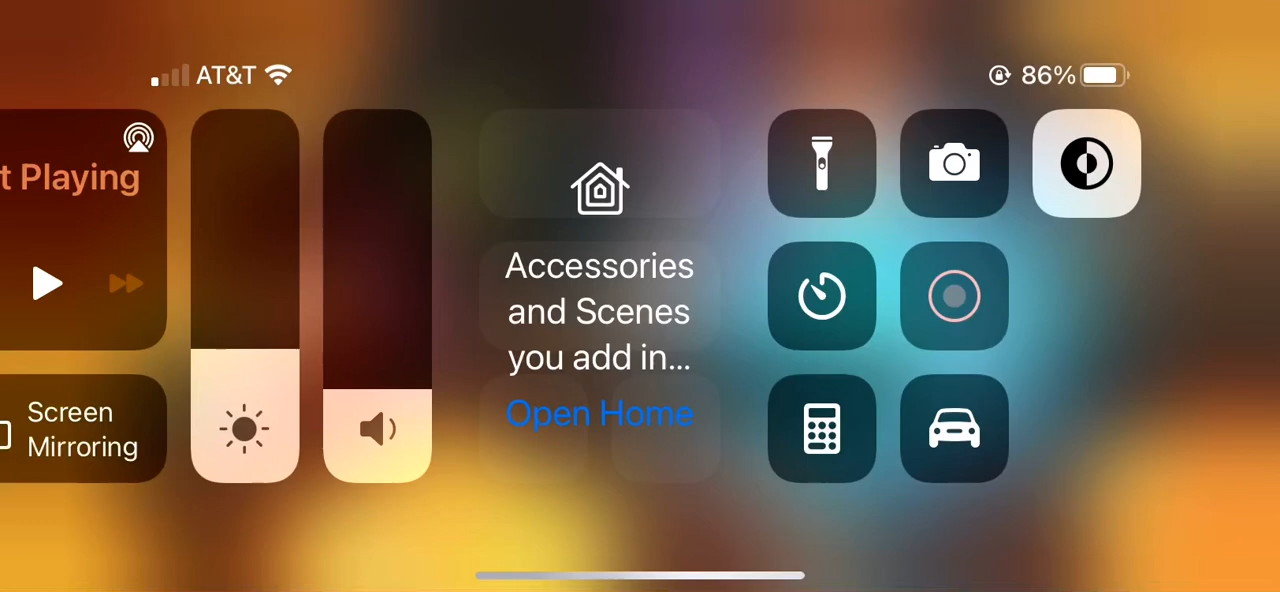 AT&T
86%
t Playing
Screen
Mirroring
Accessories
and Scenes
you add in...
Open Home